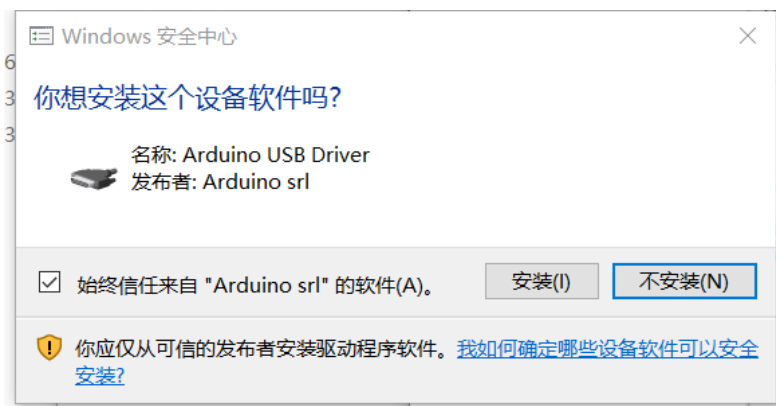 Windows 安全中心
6
3
你想安装这个设备软件吗?
3
名称: Arduino USB Driver
发布者: Arduino srl
始终信任来自 "Arduino srl" 的软件(A)。
安装(I)
不安装(N)
你应仅从可信的发布者安装驱动程序软件。我如何确定哪些设备软件可以安全
安装?